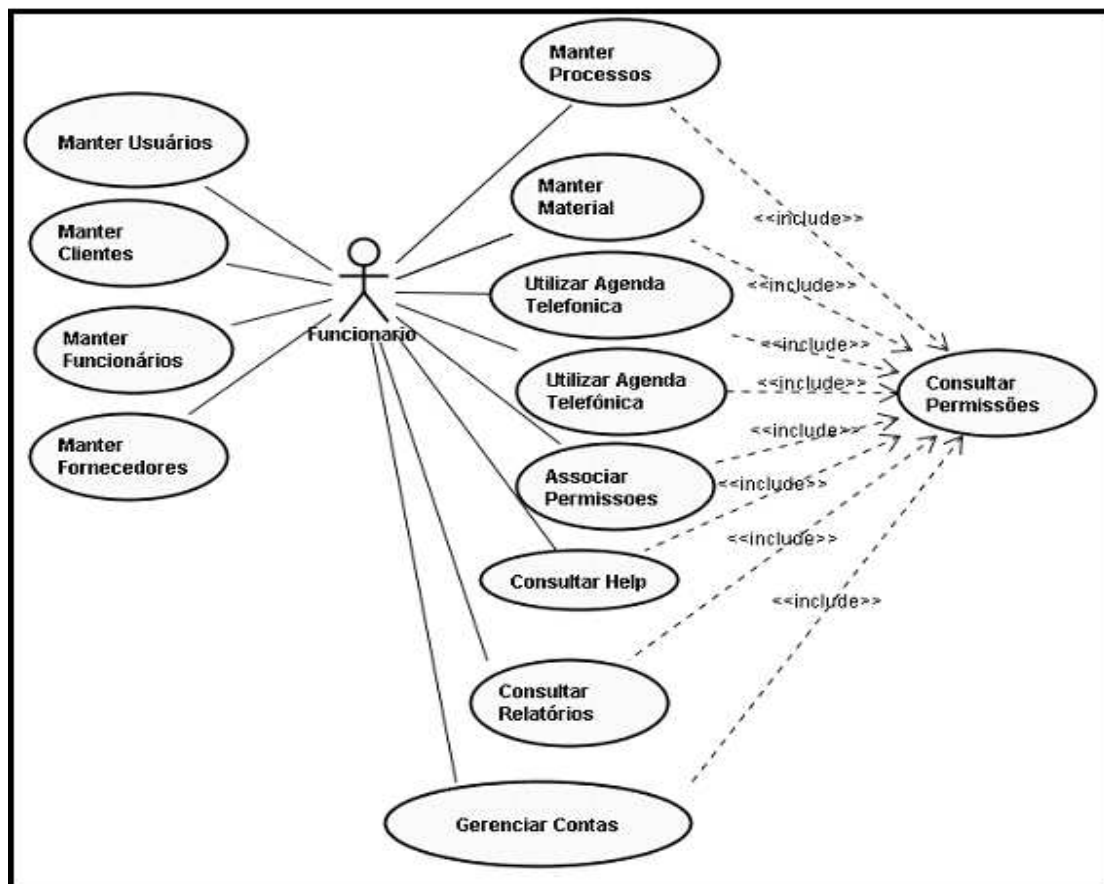 Manter
Processos
Manter Usuários
Manter
Material
<<include>>
Manter
Clientes
Utilizar Agenda
Telefonica
<<include>>
Funcionario
Manter
Funcionários
<<include>>
Utilizar Agenda
Telefônica
<<include>>
Consultar
Permissões
Manter
Fornecedores
<<include>>
Associar
Permissoes
<<include>>
<<include>>
Consultar Help
<<include>>
Consultar
Relatórios
Gerenciar Contas